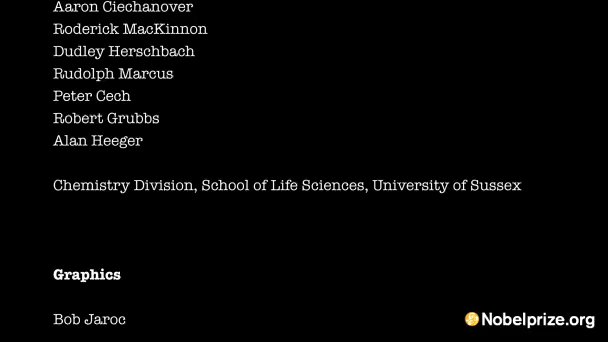 Aaron Ciechanover
Roderick MacKinnon
Dudley Herschbach
Rudolph Marcus
Peter Cech
Robert Grubbs
Alan Heeger
Chemistry Division, School of Life Sciences, University of Sussex
Graphics
Bob Jaroc
Nobelprize.org